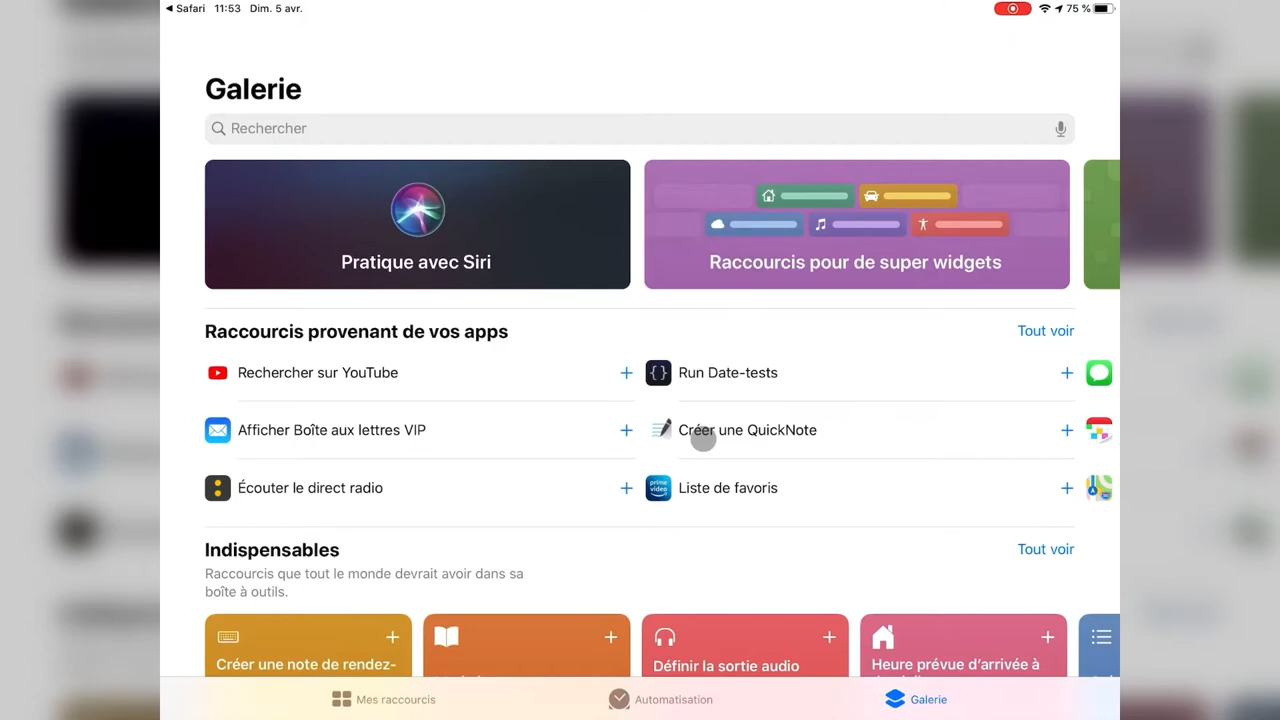 Safari 11:53 Dim. 5 avr. 75 %
Galerie
Rechercher
Pratique avec Siri
Raccourcis pour de super widgets
Raccourcis provenant de vos apps
Tout voir
Rechercher sur YouTube
Run Date-tests
Afficher Boîte aux lettres VIP
Créer une QuickNote
Écouter le direct radio
prime video
Liste de favoris
Indispensables
Tout voir
Raccourcis que tout le monde devrait avoir dans sa
boîte à outils.
Créer une note de rendez-
Définir la sortie audio
Heure prévue d’arrivée à
Mes raccourcis
Automatisation
Galerie